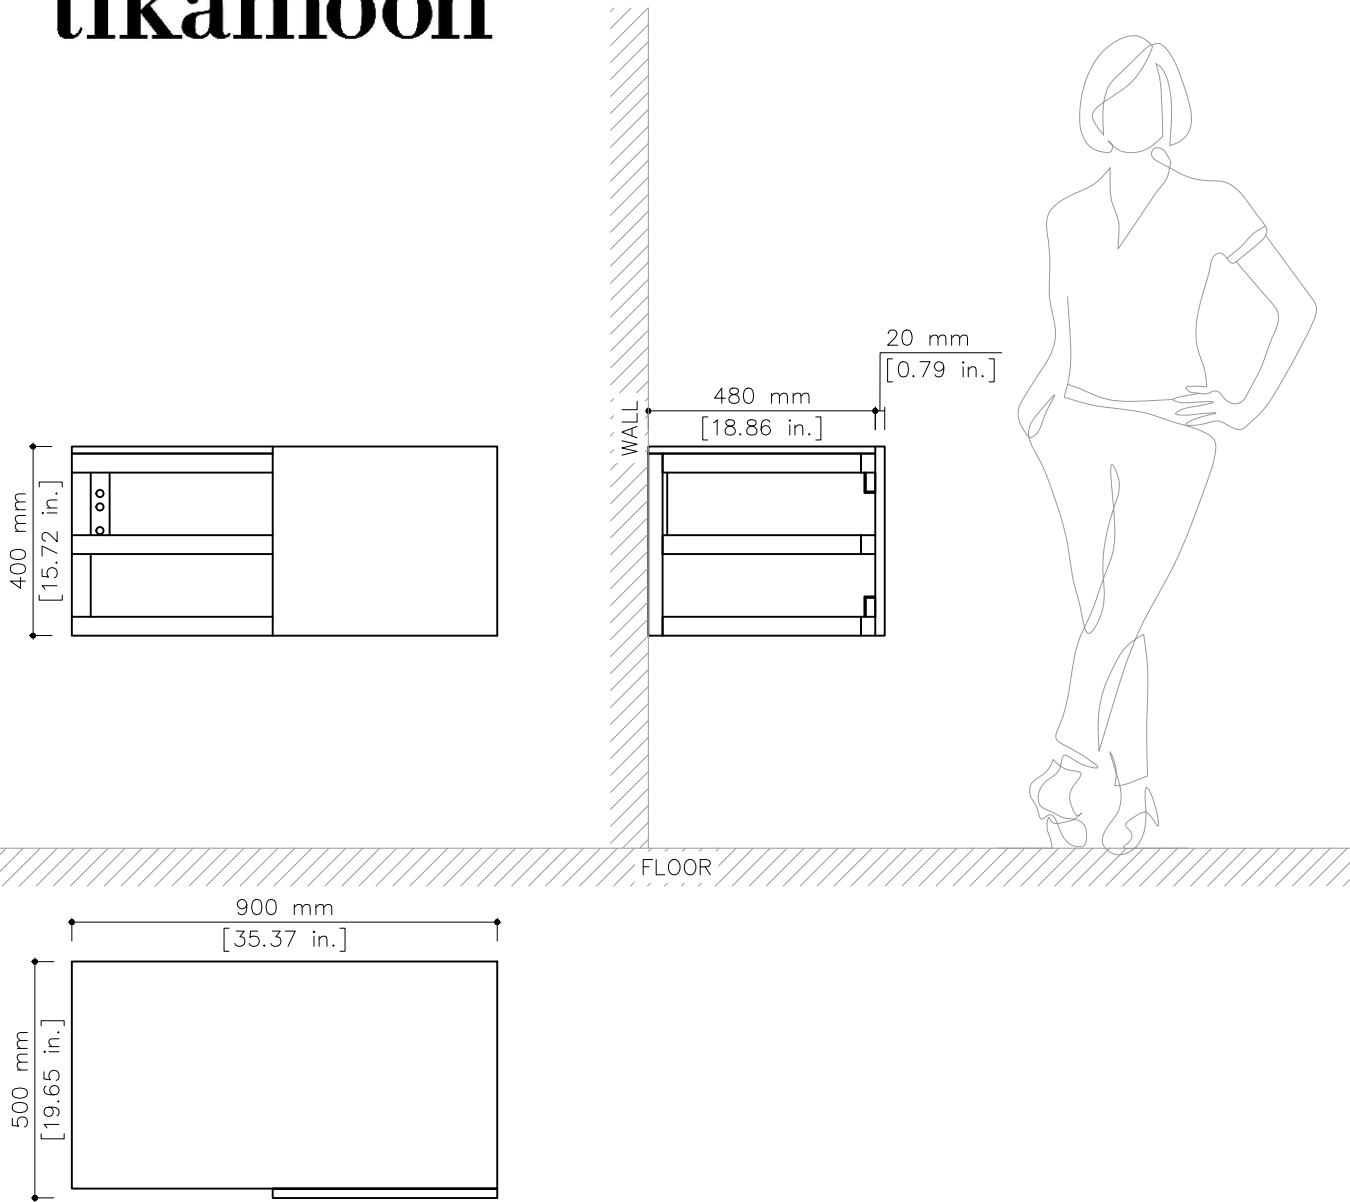 tikamoon
20 mm
[0.79 in.]
480 mm
[18.86 in.]
WALL
400 mm
[15.72 in.]
FLOOR
900 mm
[35.37 in.]
500 mm
[19.65 in.]